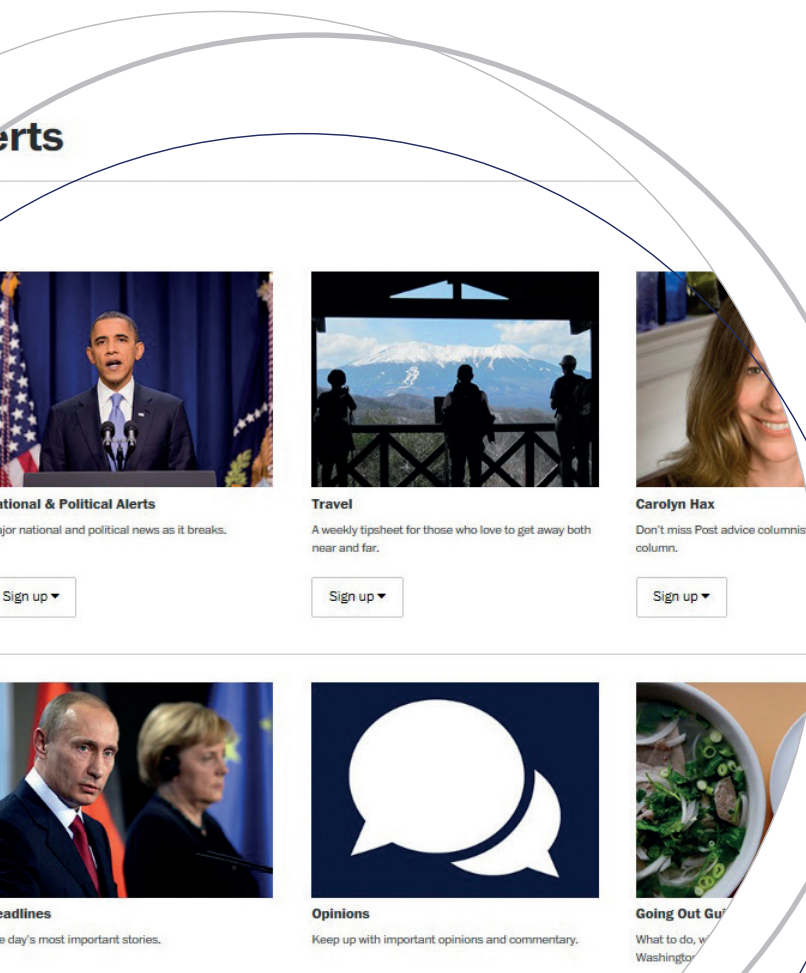 erts
ational & Political Alerts
ajor national and political news as it breaks.
Sign up
Travel
A weekly tipsheet for those who love to get away both
near and far.
Sign up
Carolyn Hax
Don't miss Post advice columnis
column.
Sign up
eadlines
e day's most important stories.
Opinions
Keep up with important opinions and commentary.
Going Out Gui
What to do, w
Washington